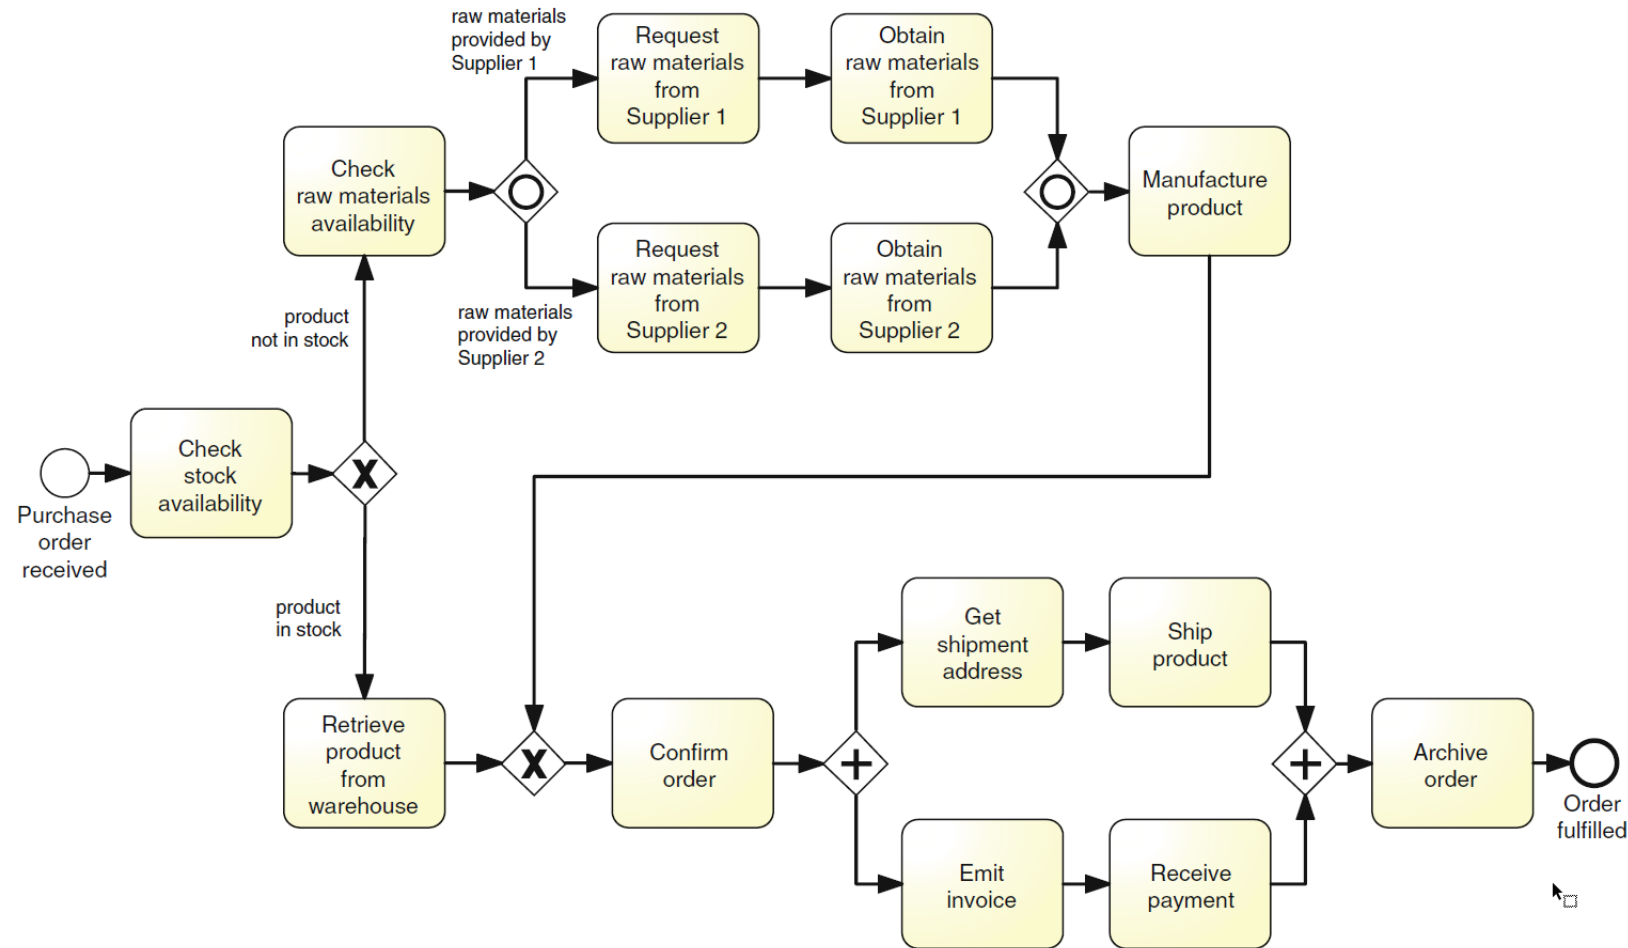 raw materials
provided by
Supplier 1
Request
raw materials
from
Supplier 1
Obtain
raw materials
from
Supplier 1
Check
raw materials
availability
Manufacture
product
Request
raw materials
from
Supplier 2
Obtain
raw materials
from
Supplier 2
raw materials
provided by
Supplier 2
product
not in stock
Check
stock
availability
Purchase
order
received
product
in stock
Retrieve
product
from
warehouse
Confirm
order
Get
shipment
address
Ship
product
Emit
invoice
Receive
payment
Archive
order
Order
fulfilled